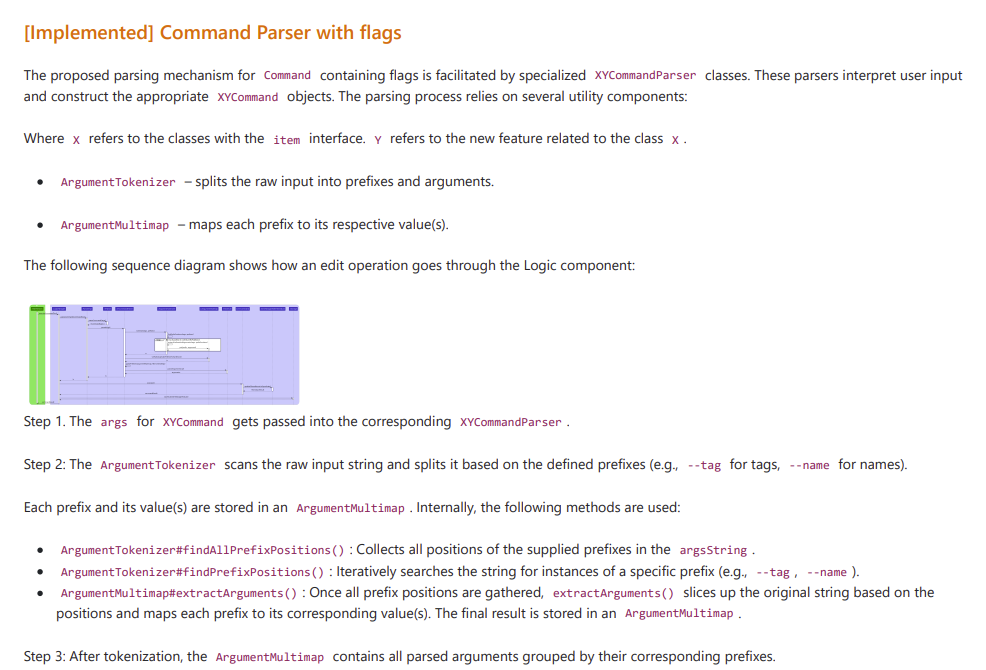 [Implemented] Command Parser with flags
The proposed parsing mechanism for Command containing flags is facilitated by specialized XYCommandParser classes. These parsers interpret user input
and construct the appropriate XYCommand objects. The parsing process relies on several utility components:
Where X refers to the classes with the item interface. Y refers to the new feature related to the class X .
• ArgumentTokenizer – splits the raw input into prefixes and arguments.
• ArgumentMultimap – maps each prefix to its respective value(s).
The following sequence diagram shows how an edit operation goes through the Logic component:
Step 1. The args for XYCommand gets passed into the corresponding XYCommandParser .
Step 2: The ArgumentTokenizer scans the raw input string and splits it based on the defined prefixes (e.g., --tag for tags, --name for names).
Each prefix and its value(s) are stored in an ArgumentMultimap . Internally, the following methods are used:
• ArgumentTokenizer#findAllPrefixPositions() : Collects all positions of the supplied prefixes in the argsString .
• ArgumentTokenizer#findPrefixPositions() : Iteratively searches the string for instances of a specific prefix (e.g., --tag , --name ).
• ArgumentMultimap#extractArguments() : Once all prefix positions are gathered, extractArguments() slices up the original string based on the
positions and maps each prefix to its corresponding value(s). The final result is stored in an ArgumentMultimap .
Step 3: After tokenization, the ArgumentMultimap contains all parsed arguments grouped by their corresponding prefixes.